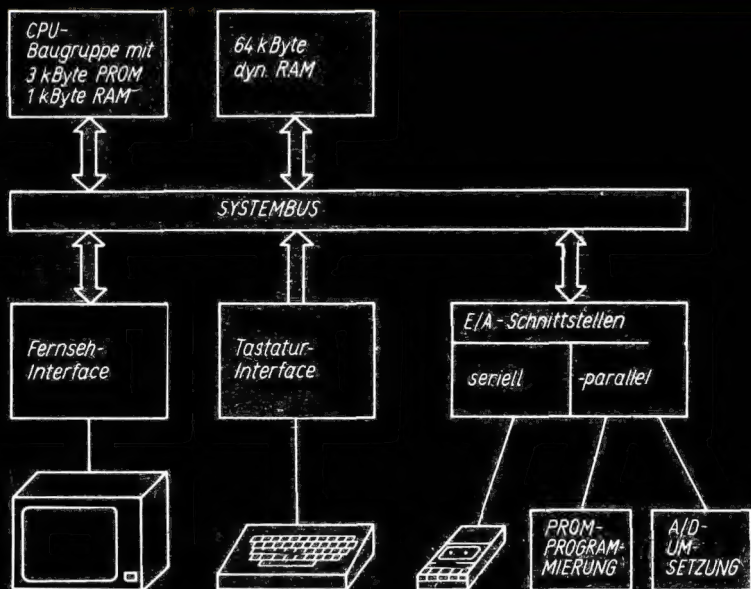 CPU-
Baugruppe mit
3 kByte PROM
1 kByte RAM
64 kByte
dyn. RAM
SYSTEMBUS
Fernseh-
Interface
Tastatur-
Interface
E/A-Schnittstellen
seriell
-parallel
PROM-
PROGRAM-
MIERUNG
A/D-
UM-
SETZUNG